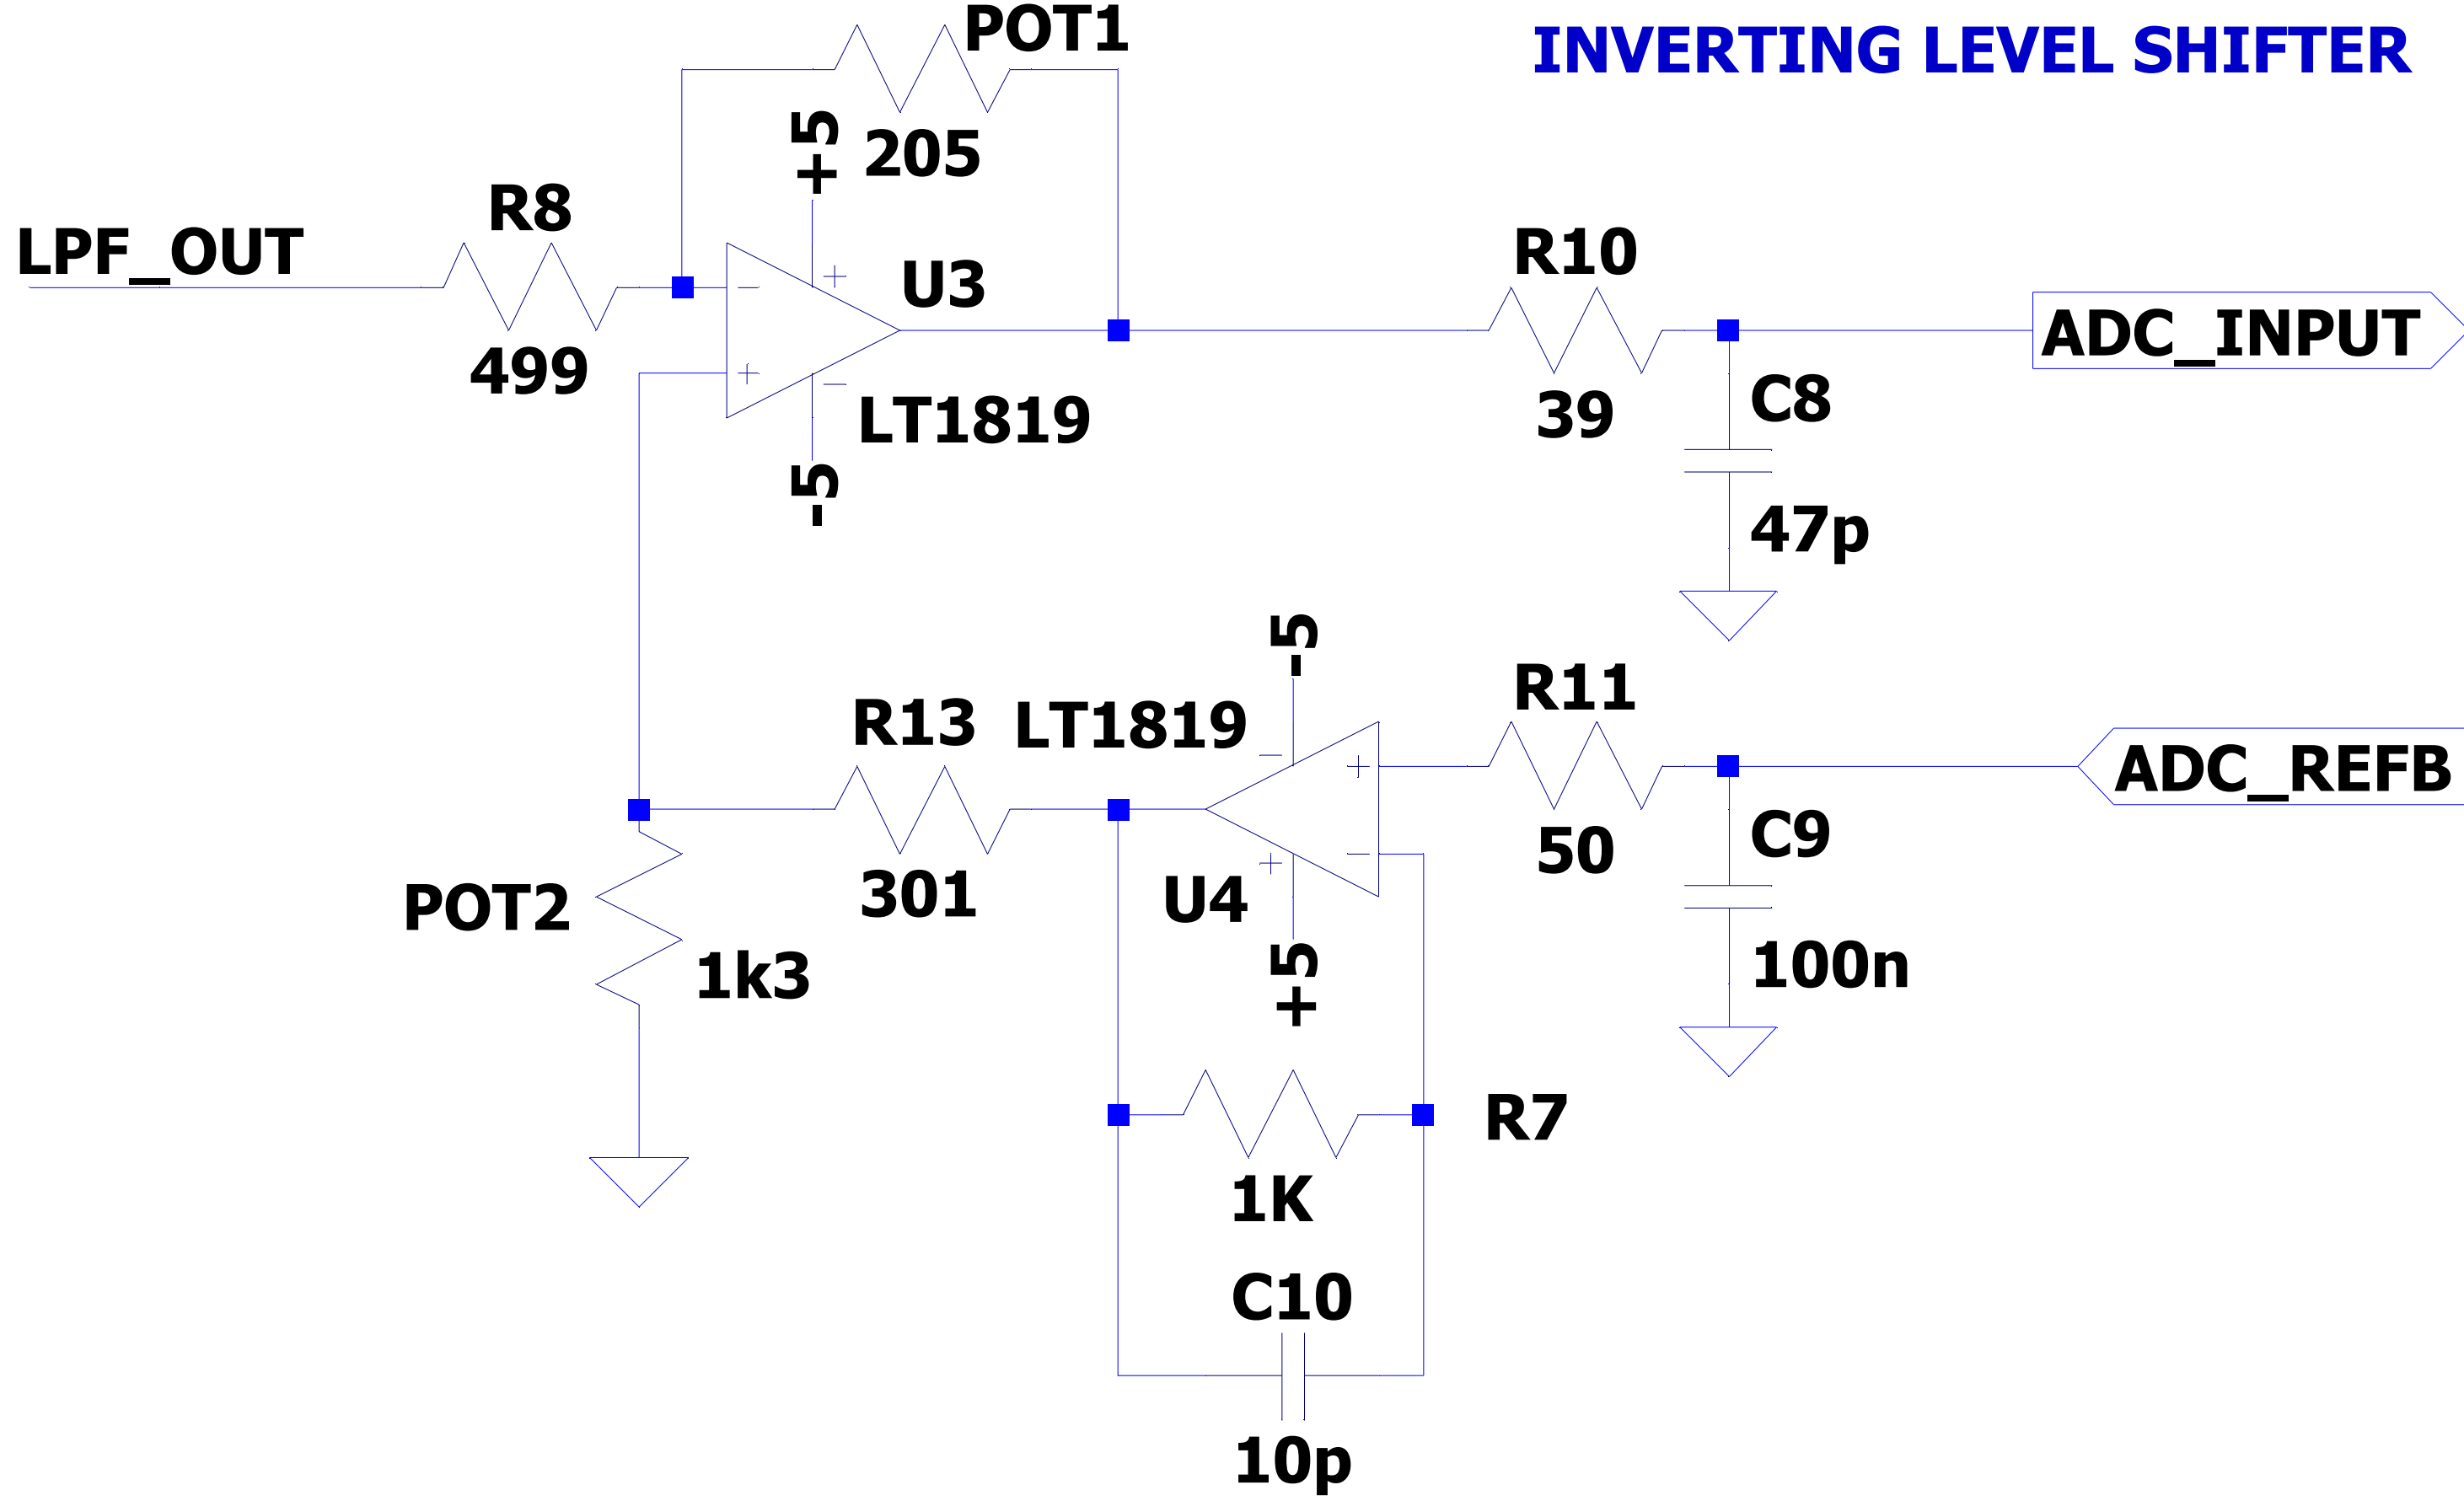 POT1
INVERTING LEVEL SHIFTER
+5
205
R8
LPF_OUT
U3
R10
ADC_INPUT
499
39
C8
LT1819
-5
47p
-5
R13
LT1819
R11
ADC_REFB
301
U4
50
C9
POT2
1k3
+5
100n
R7
1K
C10
10p